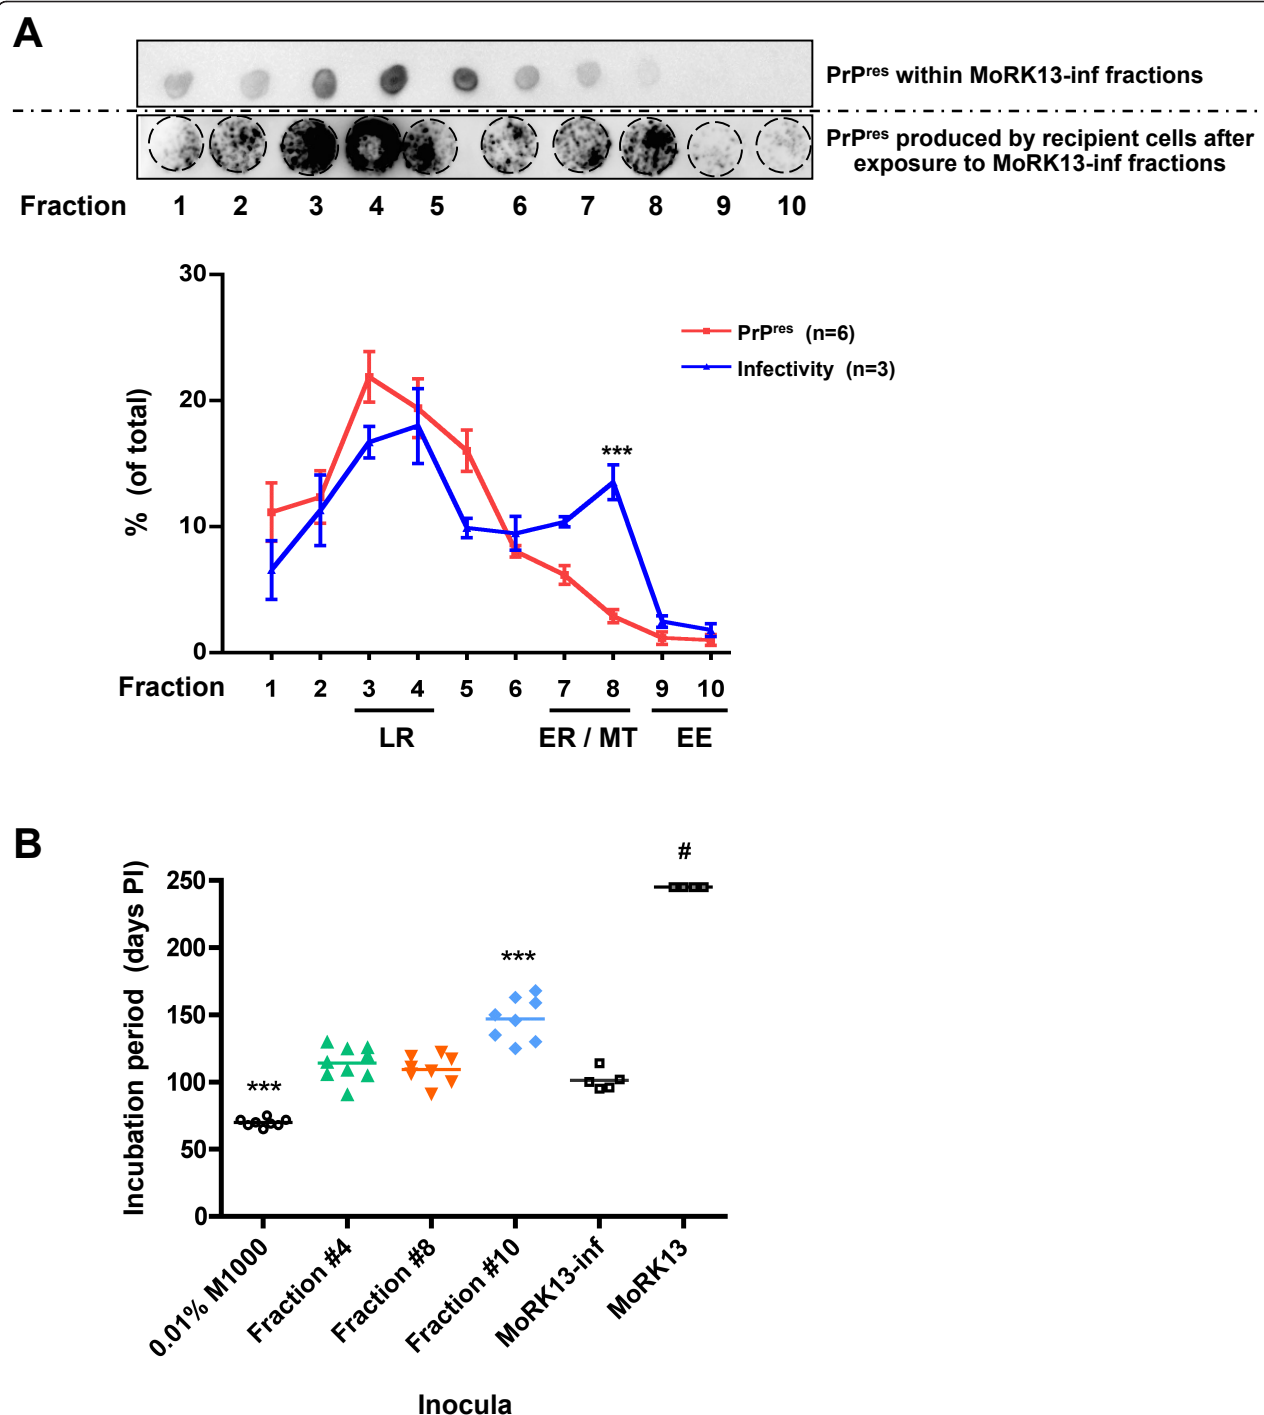 A
PrPres within MoRK13-inf fractions
PrPres produced by recipient cells after
exposure to MoRK13-inf fractions
Fraction 1 2 3 4 5 6 7 8 9 10
30
20
10
0
% (of total)
PrPres (n=6)
Infectivity (n=3)
***
Fraction 1 2 3 4 5 6 7 8 9 10
LR ER / MT EE
B
250
200
150
100
50
0
Incubation period (days PI)
***
***
#
0.01% M1000
Fraction #4
Fraction #8
Fraction #10
MoRK13-inf
MoRK13
Inocula